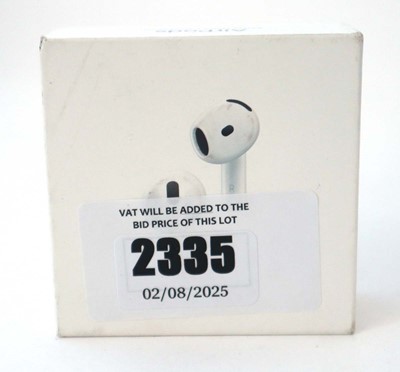 VAT WILL BE ADDED TO THE
BID PRICE OF THIS LOT
2335
02/08/2025